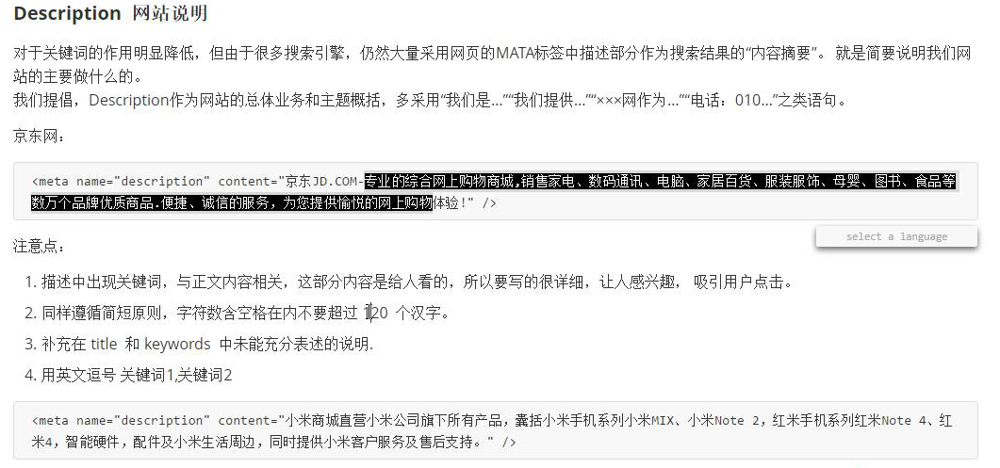 Description 网站说明
对于关键词的作用明显降低，但由于很多搜索引擎，仍然大量采用网页的MATA标签中描述部分作为搜索结果的“内容摘要”。 就是简要说明我们网
站的主要做什么的。
我们提倡，Description作为网站的总体业务和主题概括，多采用“我们是…”“我们提供…”“×××网作为…”“电话：010…”之类语句。
京东网：
<meta name="description" content="京东JD.COM-专业的综合网上购物商城,销售家电、数码通讯、电脑、家居百货、服装服饰、母婴、图书、食品等
数万个品牌优质商品.便捷、诚信的服务，为您提供愉悦的网上购物体验!" />
select a language
注意点：
1. 描述中出现关键词，与正文内容相关，这部分内容是给人看的，所以要写的很详细，让人感兴趣， 吸引用户点击。
2. 同样遵循简短原则，字符数含空格在内不要超过 120 个汉字。
3. 补充在 title 和 keywords 中未能充分表述的说明.
4. 用英文逗号 关键词1,关键词2
<meta name="description" content="小米商城直营小米公司旗下所有产品，囊括小米手机系列小米MIX、小米Note 2，红米手机系列红米Note 4、红
米4，智能硬件，配件及小米生活周边，同时提供小米客户服务及售后支持。" />